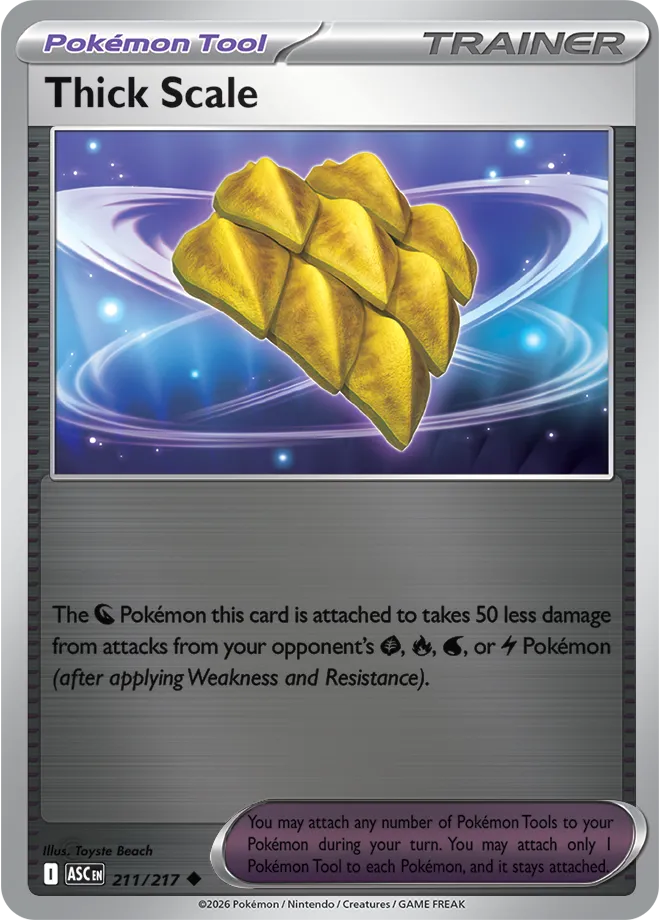 Pokémon Tool
TRAINER
Thick Scale
The Pokémon this card is attached to takes 50 less damage
from attacks from your opponent's , , , or Pokémon
(after applying Weakness and Resistance).
You may attach any number of Pokémon Tools to your
Pokémon during your turn. You may attach only 1
Pokémon Tool to each Pokémon, and it stays attached.
Illus. Toyste Beach
I ASC EN 211/217
©2026 Pokémon / Nintendo / Creatures / GAME FREAK